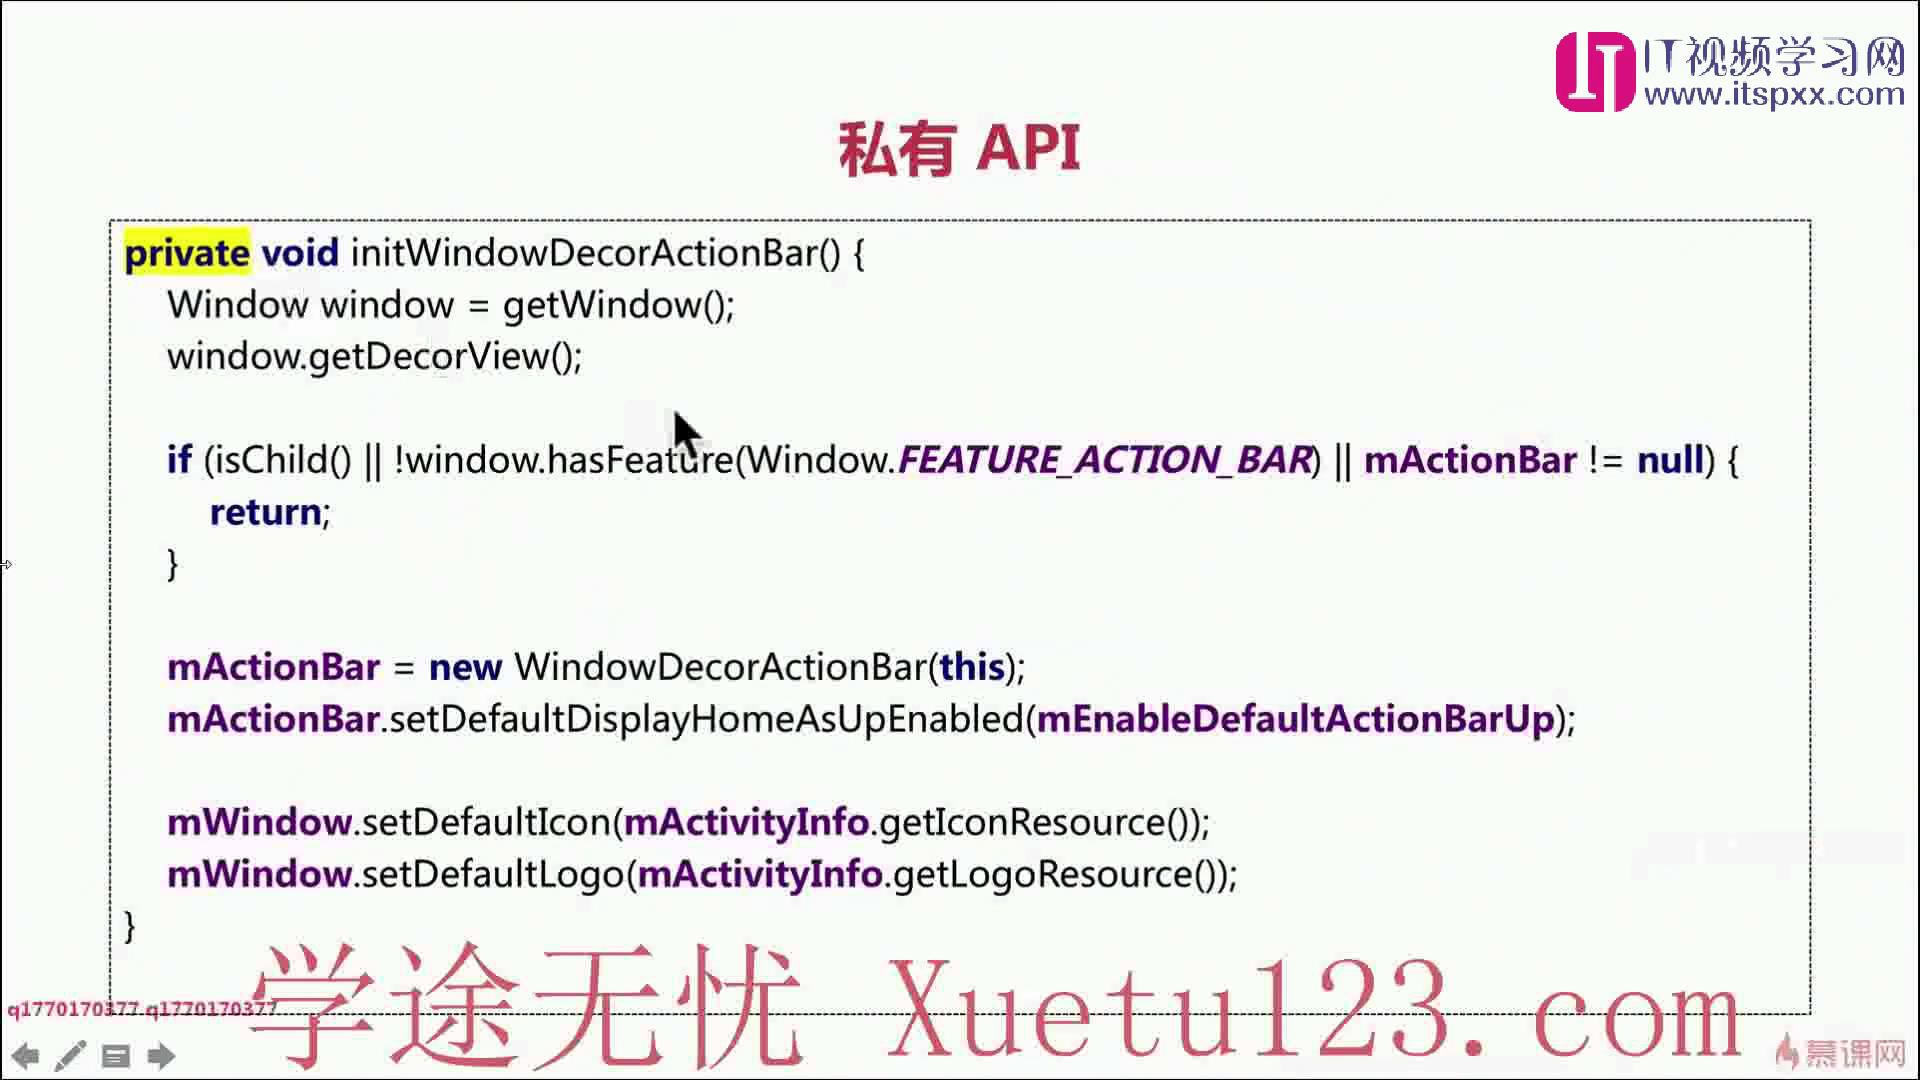 IT视频学习网
www.itspxx.com
私有 API
private void initWindowDecorActionBar() {
Window window = getWindow();
window.getDecorView();
if (isChild() || !window.hasFeature(Window.FEATURE_ACTION_BAR) || mActionBar != null) {
return;
}
mActionBar = new WindowDecorActionBar(this);
mActionBar.setDefaultDisplayHomeAsUpEnabled(mEnableDefaultActionBarUp);
mWindow.setDefaultIcon(mActivityInfo.getIconResource());
mWindow.setDefaultLogo(mActivityInfo.getLogoResource());
}
学途无忧 Xuetu123.com
q1770170377 q1770170377
慕课网